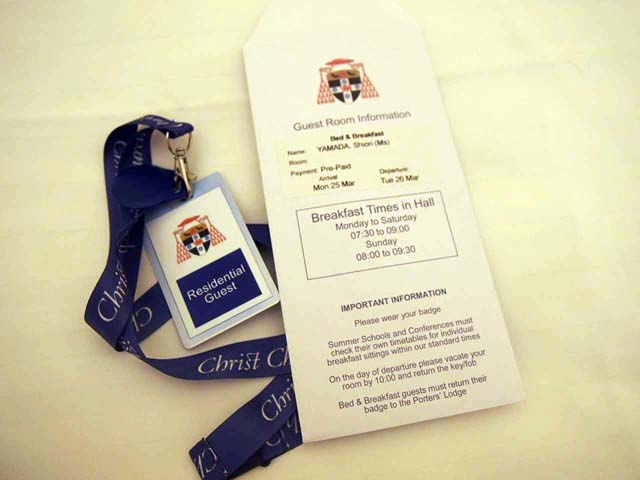 Guest Room Information
Bed & Breakfast
Name: YAMADA, Shiori (Ms)
Room:
Payment: Pre-Paid
Arrival Departure:
Mon 25 Mar Tue 26 Mar
Breakfast Times in Hall
Monday to Saturday
07:30 to 09:00
Sunday
08:00 to 09:30
IMPORTANT INFORMATION
Please wear your badge
Summer Schools and Conferences must
check their own timetables for individual
breakfast sittings within our standard times
On the day of departure please vacate your
room by 10:00 and return the key/fob
Bed & Breakfast guests must return their
badge to the Porters' Lodge
Residential
Guest
Christ
Christ Ch
Christ